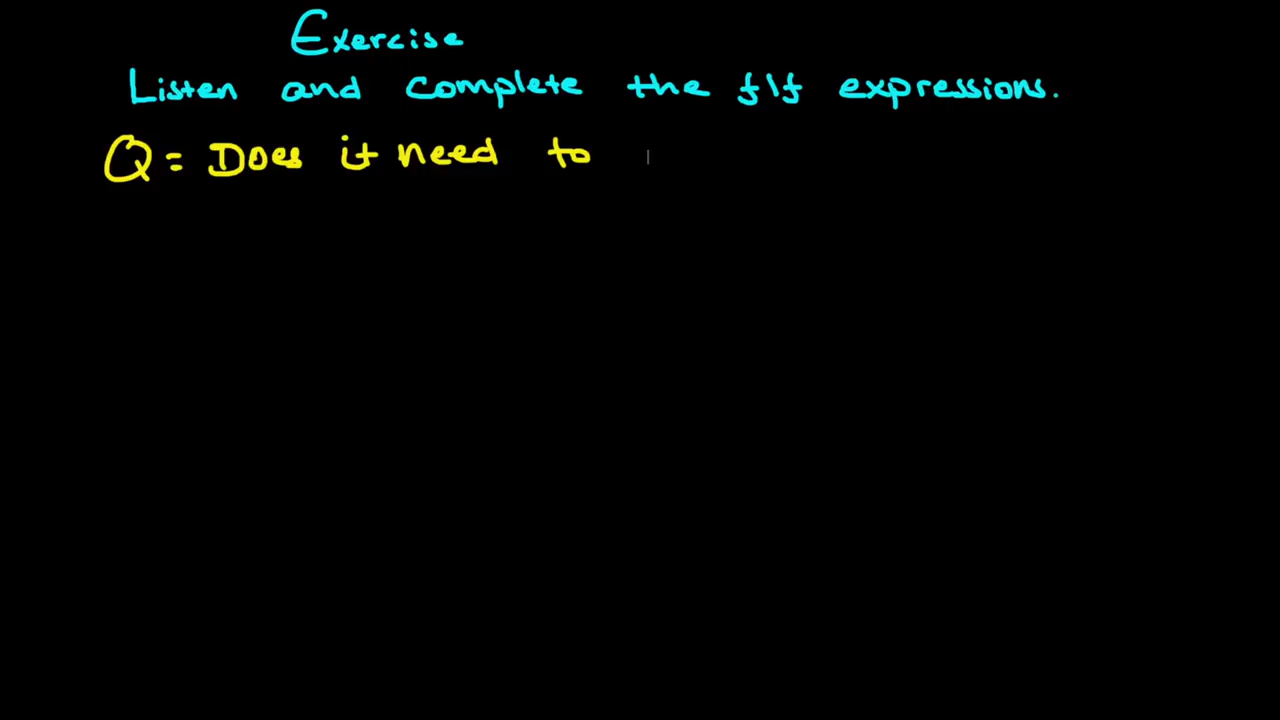 Exercise
Listen and complete the f\f expressions.
Q = Does it need to